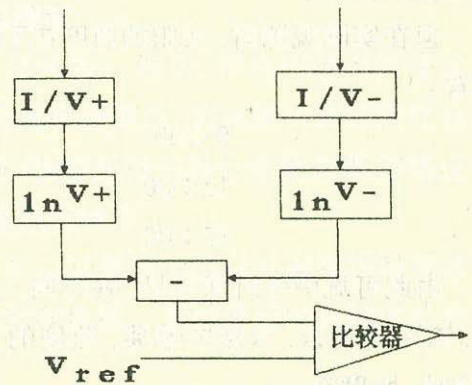 I/V+
I/V-
ln V+
ln V-
-
比较器
Vref